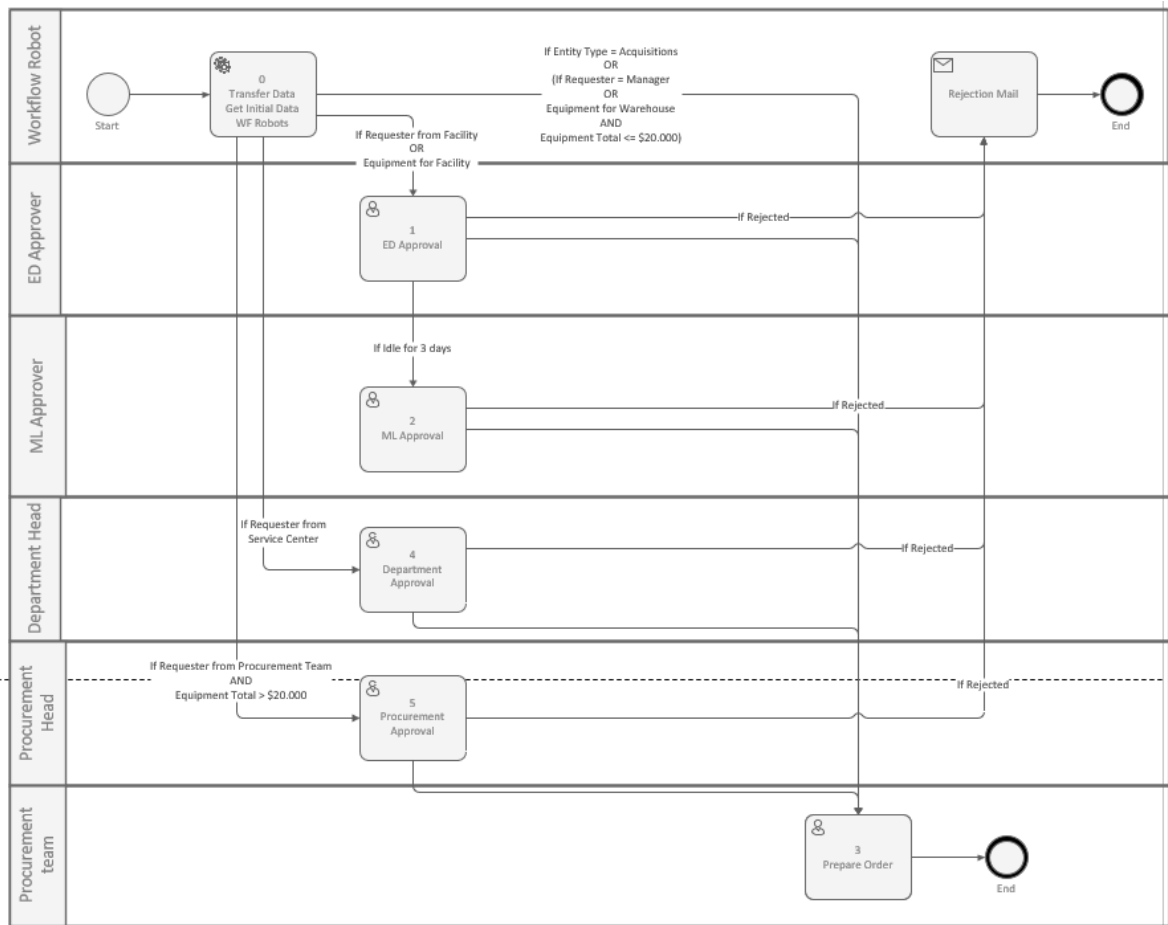 Workflow Robot
Start
0
Transfer Data
Get Initial Data
WF Robots
If Entity Type = Acquisitions
OR
(If Requester = Manager
OR
Equipment for Warehouse
AND
Equipment Total <= $20.000)
If Requester from Facility
OR
Equipment for Facility
Rejection Mail
End
ED Approver
1
ED Approval
If Rejected
If Idle for 3 days
ML Approver
2
ML Approval
If Rejected
Department Head
If Requester from
Service Center
4
Department
Approval
If Rejected
Procurement
Head
If Requester from Procurement Team
AND
Equipment Total > $20.000
5
Procurement
Approval
If Rejected
Procurement
team
3
Prepare Order
End